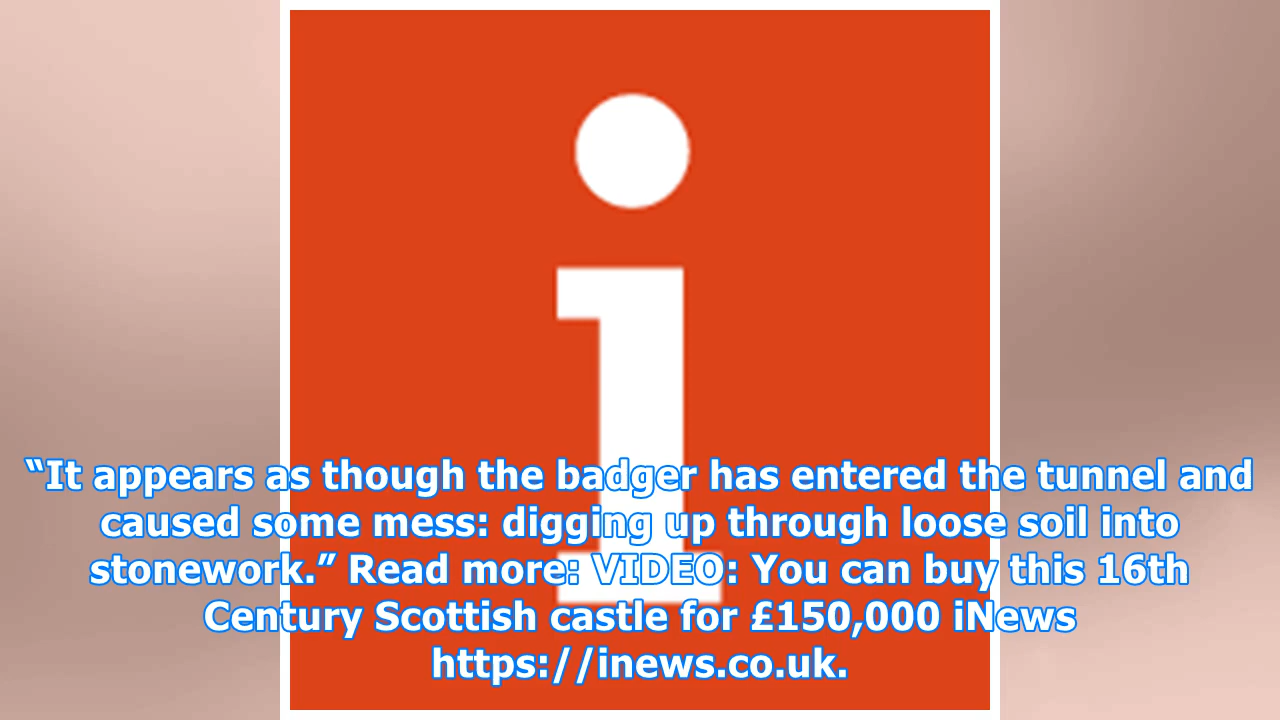 i
“It appears as though the badger has entered the tunnel and
caused some mess: digging up through loose soil into
stonework.” Read more: VIDEO: You can buy this 16th
Century Scottish castle for £150,000 iNews
https://inews.co.uk.